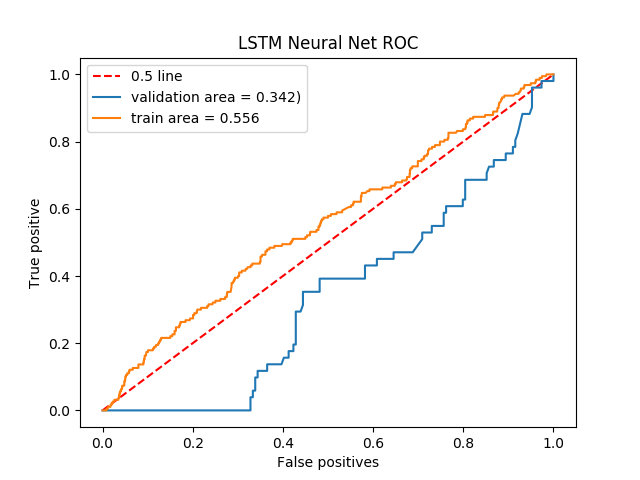 LSTM Neural Net ROC
0.5 line
validation area = 0.342)
train area = 0.556
True positive
1.0
0.8
0.6
0.4
0.2
0.0
0.0 0.2 0.4 0.6 0.8 1.0
False positives